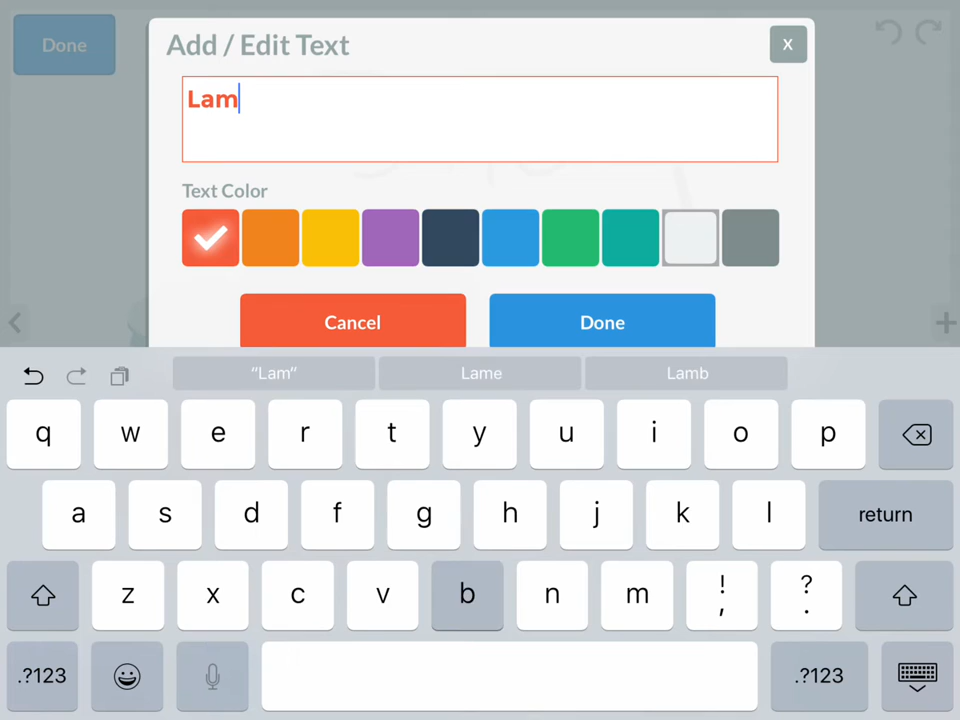 Done
Add / Edit Text
X
Lam
Text Color
Cancel
Done
"Lam"
Lame
Lamb
q w e r t y u i o p
a s d f g h j k l return
z x c v b n m ! , ? .
.?123
.?123